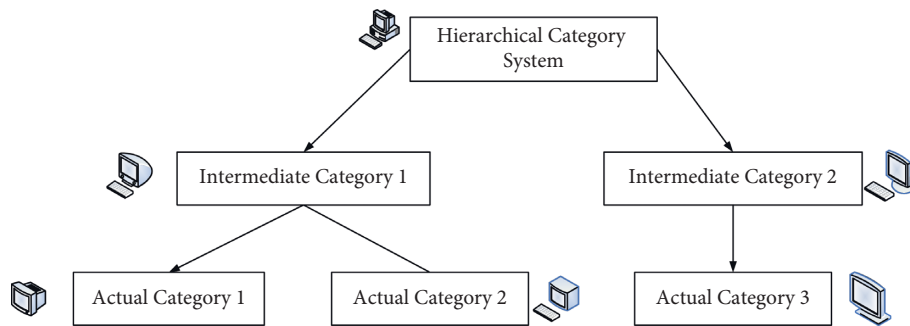 Hierarchical Category
System
Intermediate Category 1
Intermediate Category 2
Actual Category 1
Actual Category 2
Actual Category 3